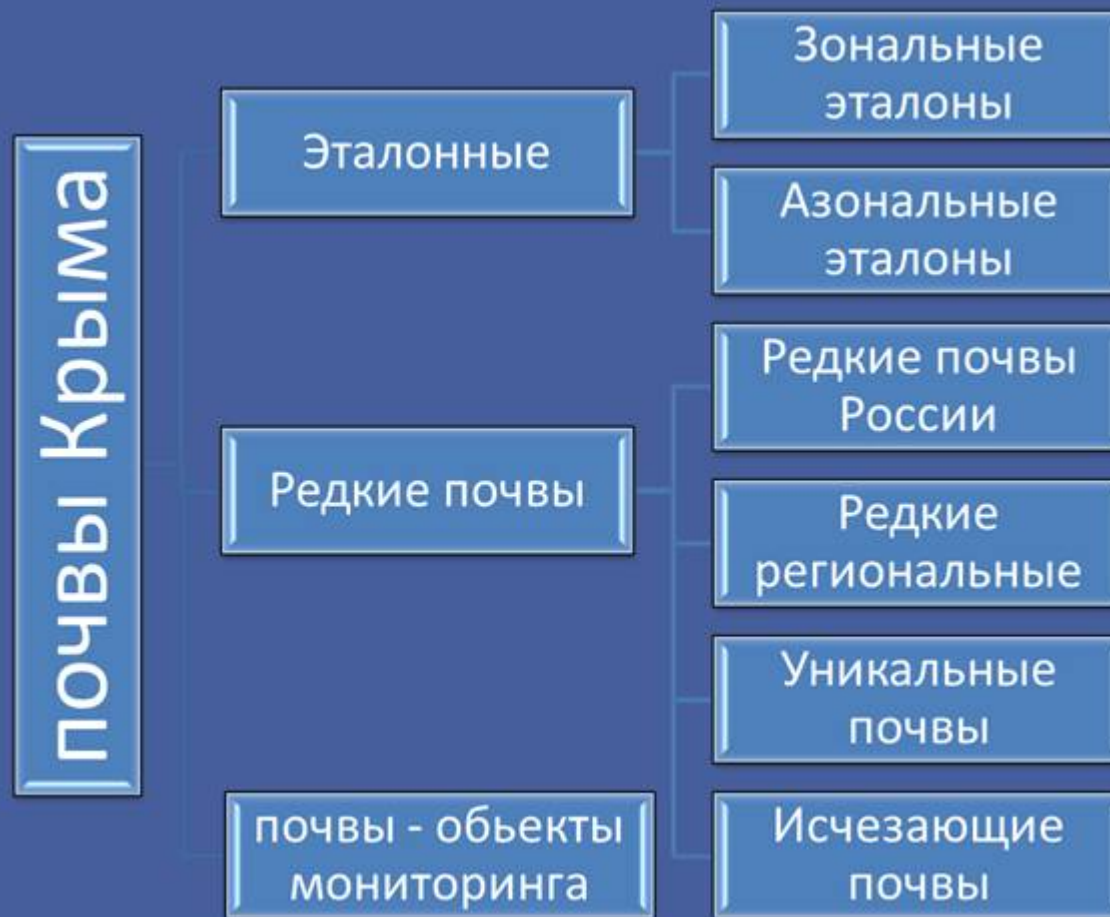 почвы Крыма
Эталонные
Зональные
эталоны
Азональные
эталоны
Редкие почвы
Редкие почвы
России
Редкие
региональные
Уникальные
почвы
Исчезающие
почвы
почвы - обьекты
мониторинга